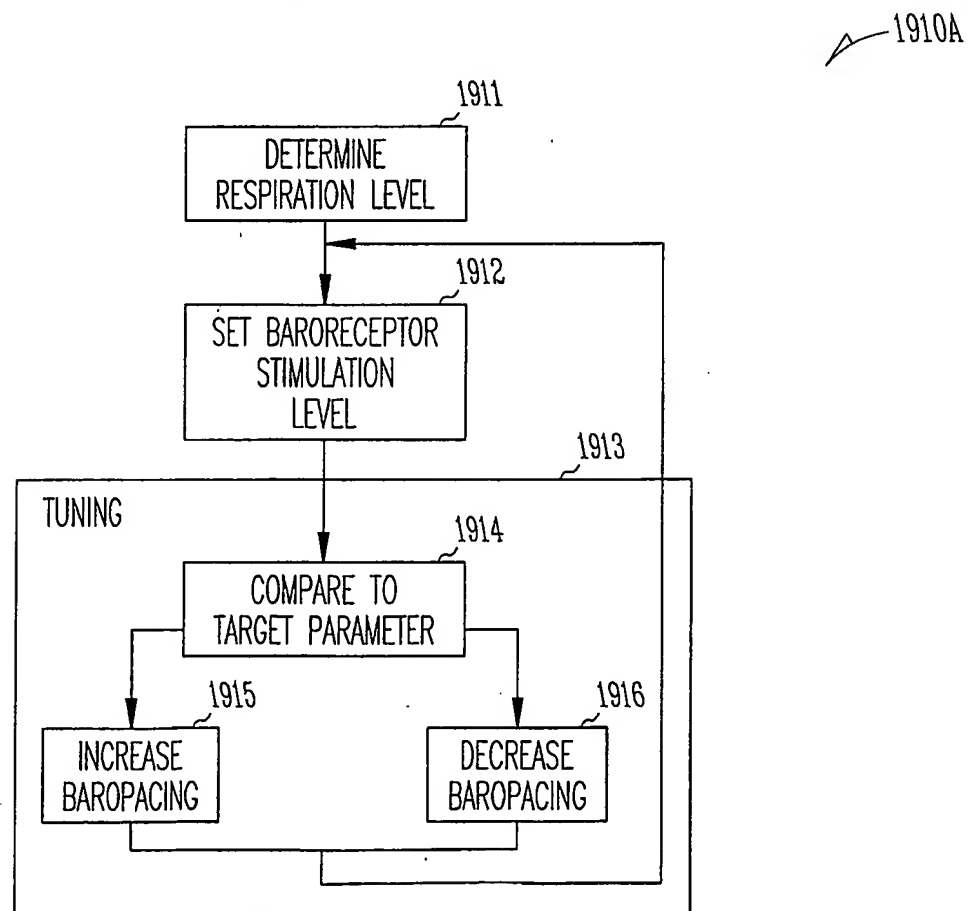 1910A
1911
DETERMINE
RESPIRATION LEVEL
1912
SET BARORECEPTOR
STIMULATION
LEVEL
1913
TUNING
1914
COMPARE TO
TARGET PARAMETER
1915
INCREASE
BAROPACING
1916
DECREASE
BAROPACING